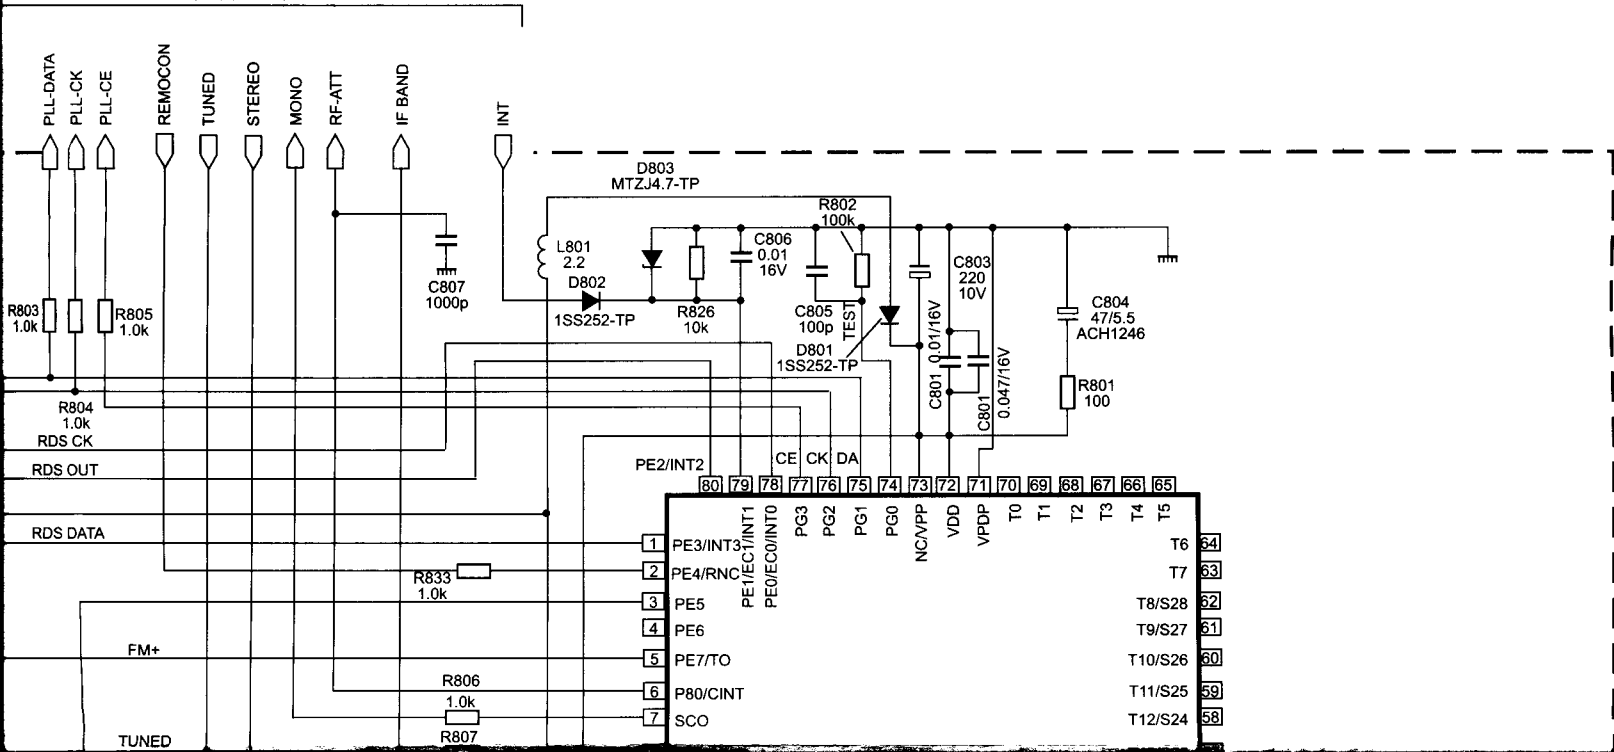 PLL-DATA
PLL-CK
PLL-CE
REMOCON
TUNED
STEREO
MONO
RF-ATT
IF BAND
INT
D803
MTZJ4.7-TP
R802
100k
L801
2.2
C806
0.01
16V
C803
220
10V
D802
1SS252-TP
C807
1000p
R803
1.0k
R805
1.0k
R826
10k
C805
100p
TEST
C804
47/5.5
ACH1246
D801
1SS252-TP
C801 0.01/16V
C801
0.047/16V
R801
100
R804
1.0k
RDS CK
RDS OUT
PE2/INT2
CE CK DA
80 79 78 77 76 75 74 73 72 71 70 69 68 67 66 65
PE1/EC1/INT1
PE0/EC0/INT0
PG3
PG2
PG1
PG0
NC/VPP
VDD
VPDP
T0
T1
T2
T3
T4
T5
RDS DATA
1 PE3/INT3
T6 64
R833
1.0k
2 PE4/RNC
T7 63
3 PE5
T8/S28 62
4 PE6
T9/S27 61
FM+
5 PE7/TO
T10/S26 60
R806
1.0k
6 P80/CINT
T11/S25 59
7 SCO
T12/S24 58
R807
TUNED